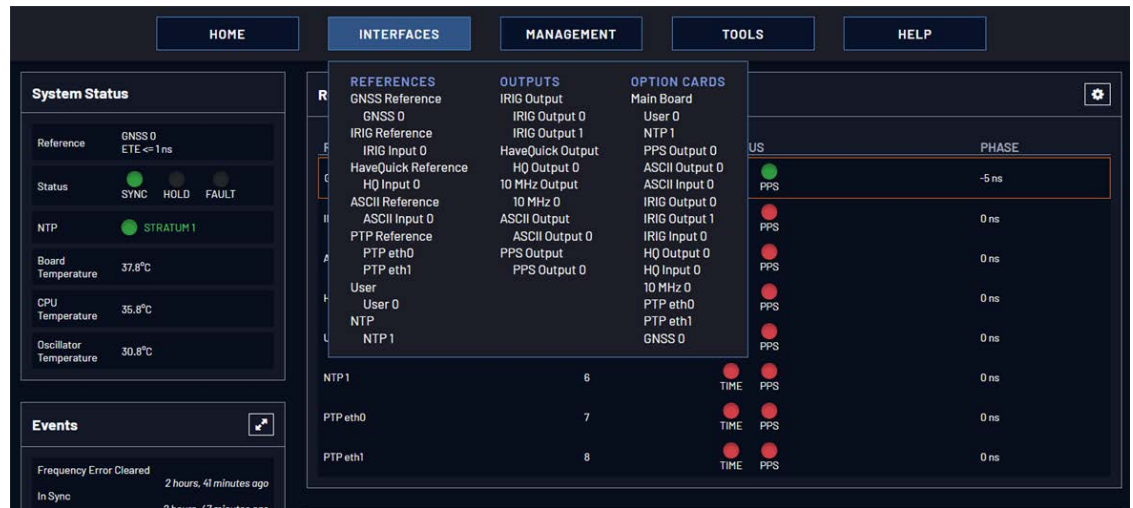 HOME INTERFACES MANAGEMENT TOOLS HELP
System Status
Reference GNSS 0
ETE <= 1 ns
Status SYNC HOLD FAULT
NTP STRATUM 1
Board
Temperature 37.8°C
CPU
Temperature 35.8°C
Oscillator
Temperature 30.8°C
Events
Frequency Error Cleared
2 hours, 41 minutes ago
In Sync
REFERENCES
GNSS Reference
GNSS 0
IRIG Reference
IRIG Input 0
HaveQuick Reference
HQ Input 0
ASCII Reference
ASCII Input 0
PTP Reference
PTP eth0
PTP eth1
User
User 0
NTP
NTP 1
OUTPUTS
IRIG Output
IRIG Output 0
IRIG Output 1
HaveQuick Output
HQ Output 0
10 MHz Output
10 MHz 0
ASCII Output
ASCII Output 0
PPS Output
PPS Output 0
OPTION CARDS
Main Board
User 0
NTP 1
PPS Output 0
ASCII Output 0
ASCII Input 0
IRIG Output 0
IRIG Output 1
IRIG Input 0
HQ Output 0
HQ Input 0
10 MHz 0
PTP eth0
PTP eth1
GNSS 0
US PHASE
PPS -5 ns
PPS 0 ns
PPS 0 ns
PPS 0 ns
PPS 0 ns
NTP 1 6 TIME PPS 0 ns
PTP eth0 7 TIME PPS 0 ns
PTP eth1 8 TIME PPS 0 ns